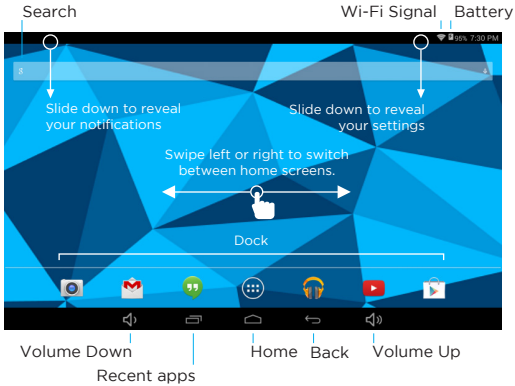 Search
Wi-Fi Signal Battery
95% 7:30 PM
g
Slide down to reveal
your notifications
Slide down to reveal
your settings
Swipe left or right to switch
between home screens.
Dock
Volume Down
Recent apps
Home
Back
Volume Up